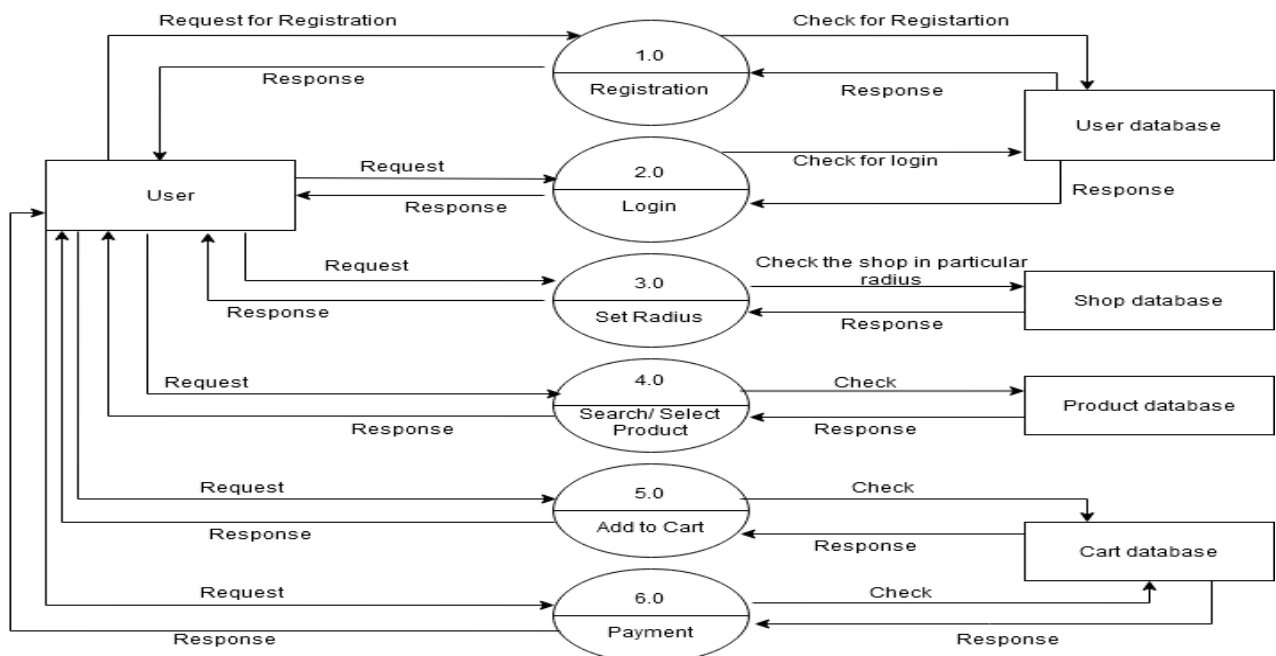 Request for Registration
Check for Registartion
1.0
Registration
Response
Response
User database
Request
2.0
Check for login
User
Response
Login
Response
Request
3.0
Check the shop in particular
radius
Response
Set Radius
Response
Shop database
Request
4.0
Check
Search/ Select
Product
Response
Response
Product database
Request
5.0
Check
Response
Add to Cart
Response
Cart database
Request
6.0
Check
Response
Payment
Response